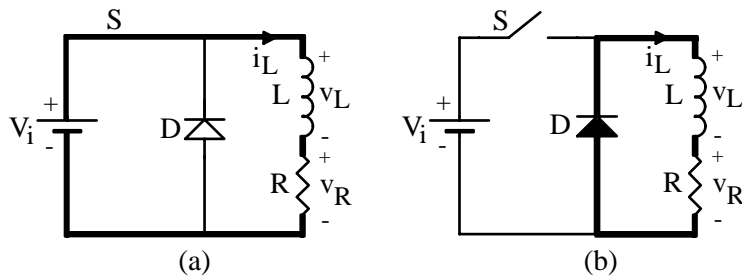 S
+
i_L
L
v_L
-
+
V_i
-
D
+
R
v_R
-
(a)
S
+
i_L
L
v_L
-
+
V_i
-
D
+
R
v_R
-
(b)